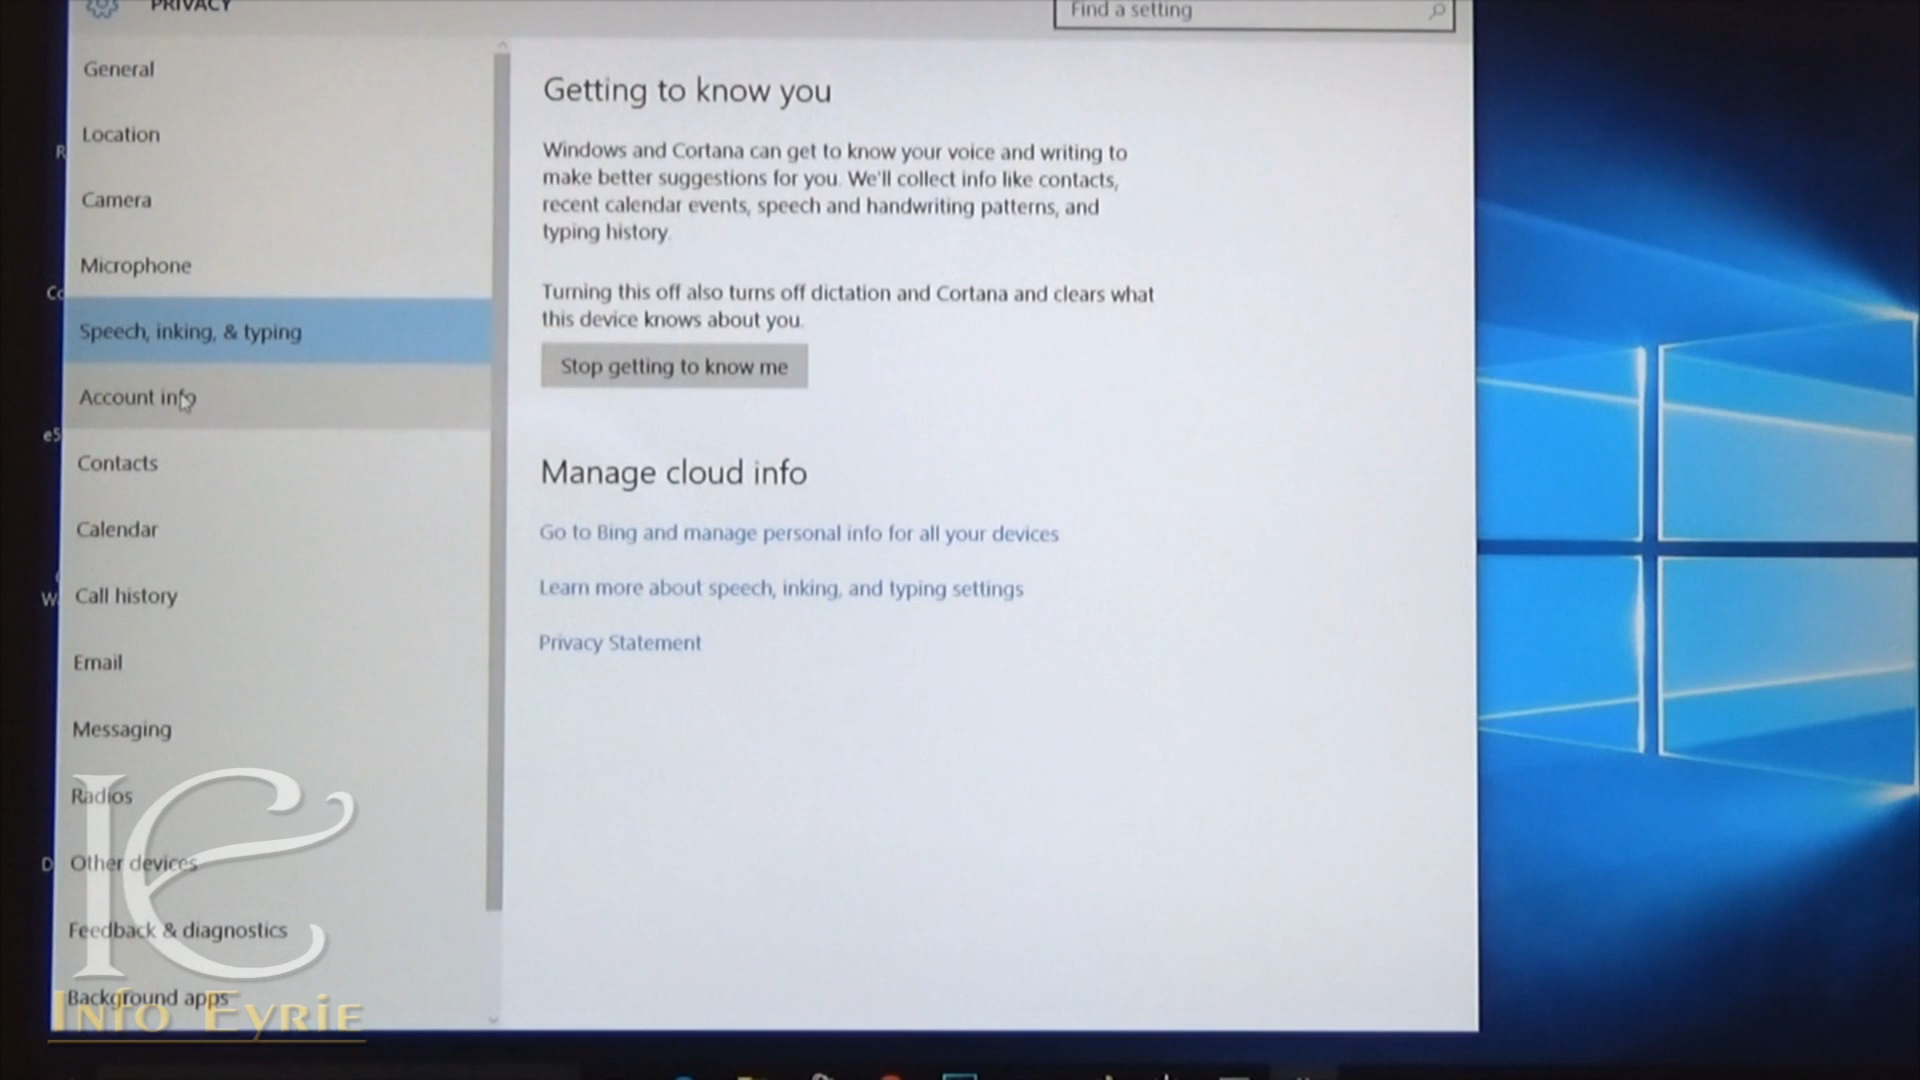 PRIVACY
Find a setting
General
Location
Camera
Microphone
Speech, inking, & typing
Account info
Contacts
Calendar
Call history
Email
Messaging
Radios
Other devices
Feedback & diagnostics
Background apps
Getting to know you
Windows and Cortana can get to know your voice and writing to
make better suggestions for you. We'll collect info like contacts,
recent calendar events, speech and handwriting patterns, and
typing history.
Turning this off also turns off dictation and Cortana and clears what
this device knows about you.
Stop getting to know me
Manage cloud info
Go to Bing and manage personal info for all your devices
Learn more about speech, inking, and typing settings
Privacy Statement
R
Co
e5
W
D
IE
Info Eyrie